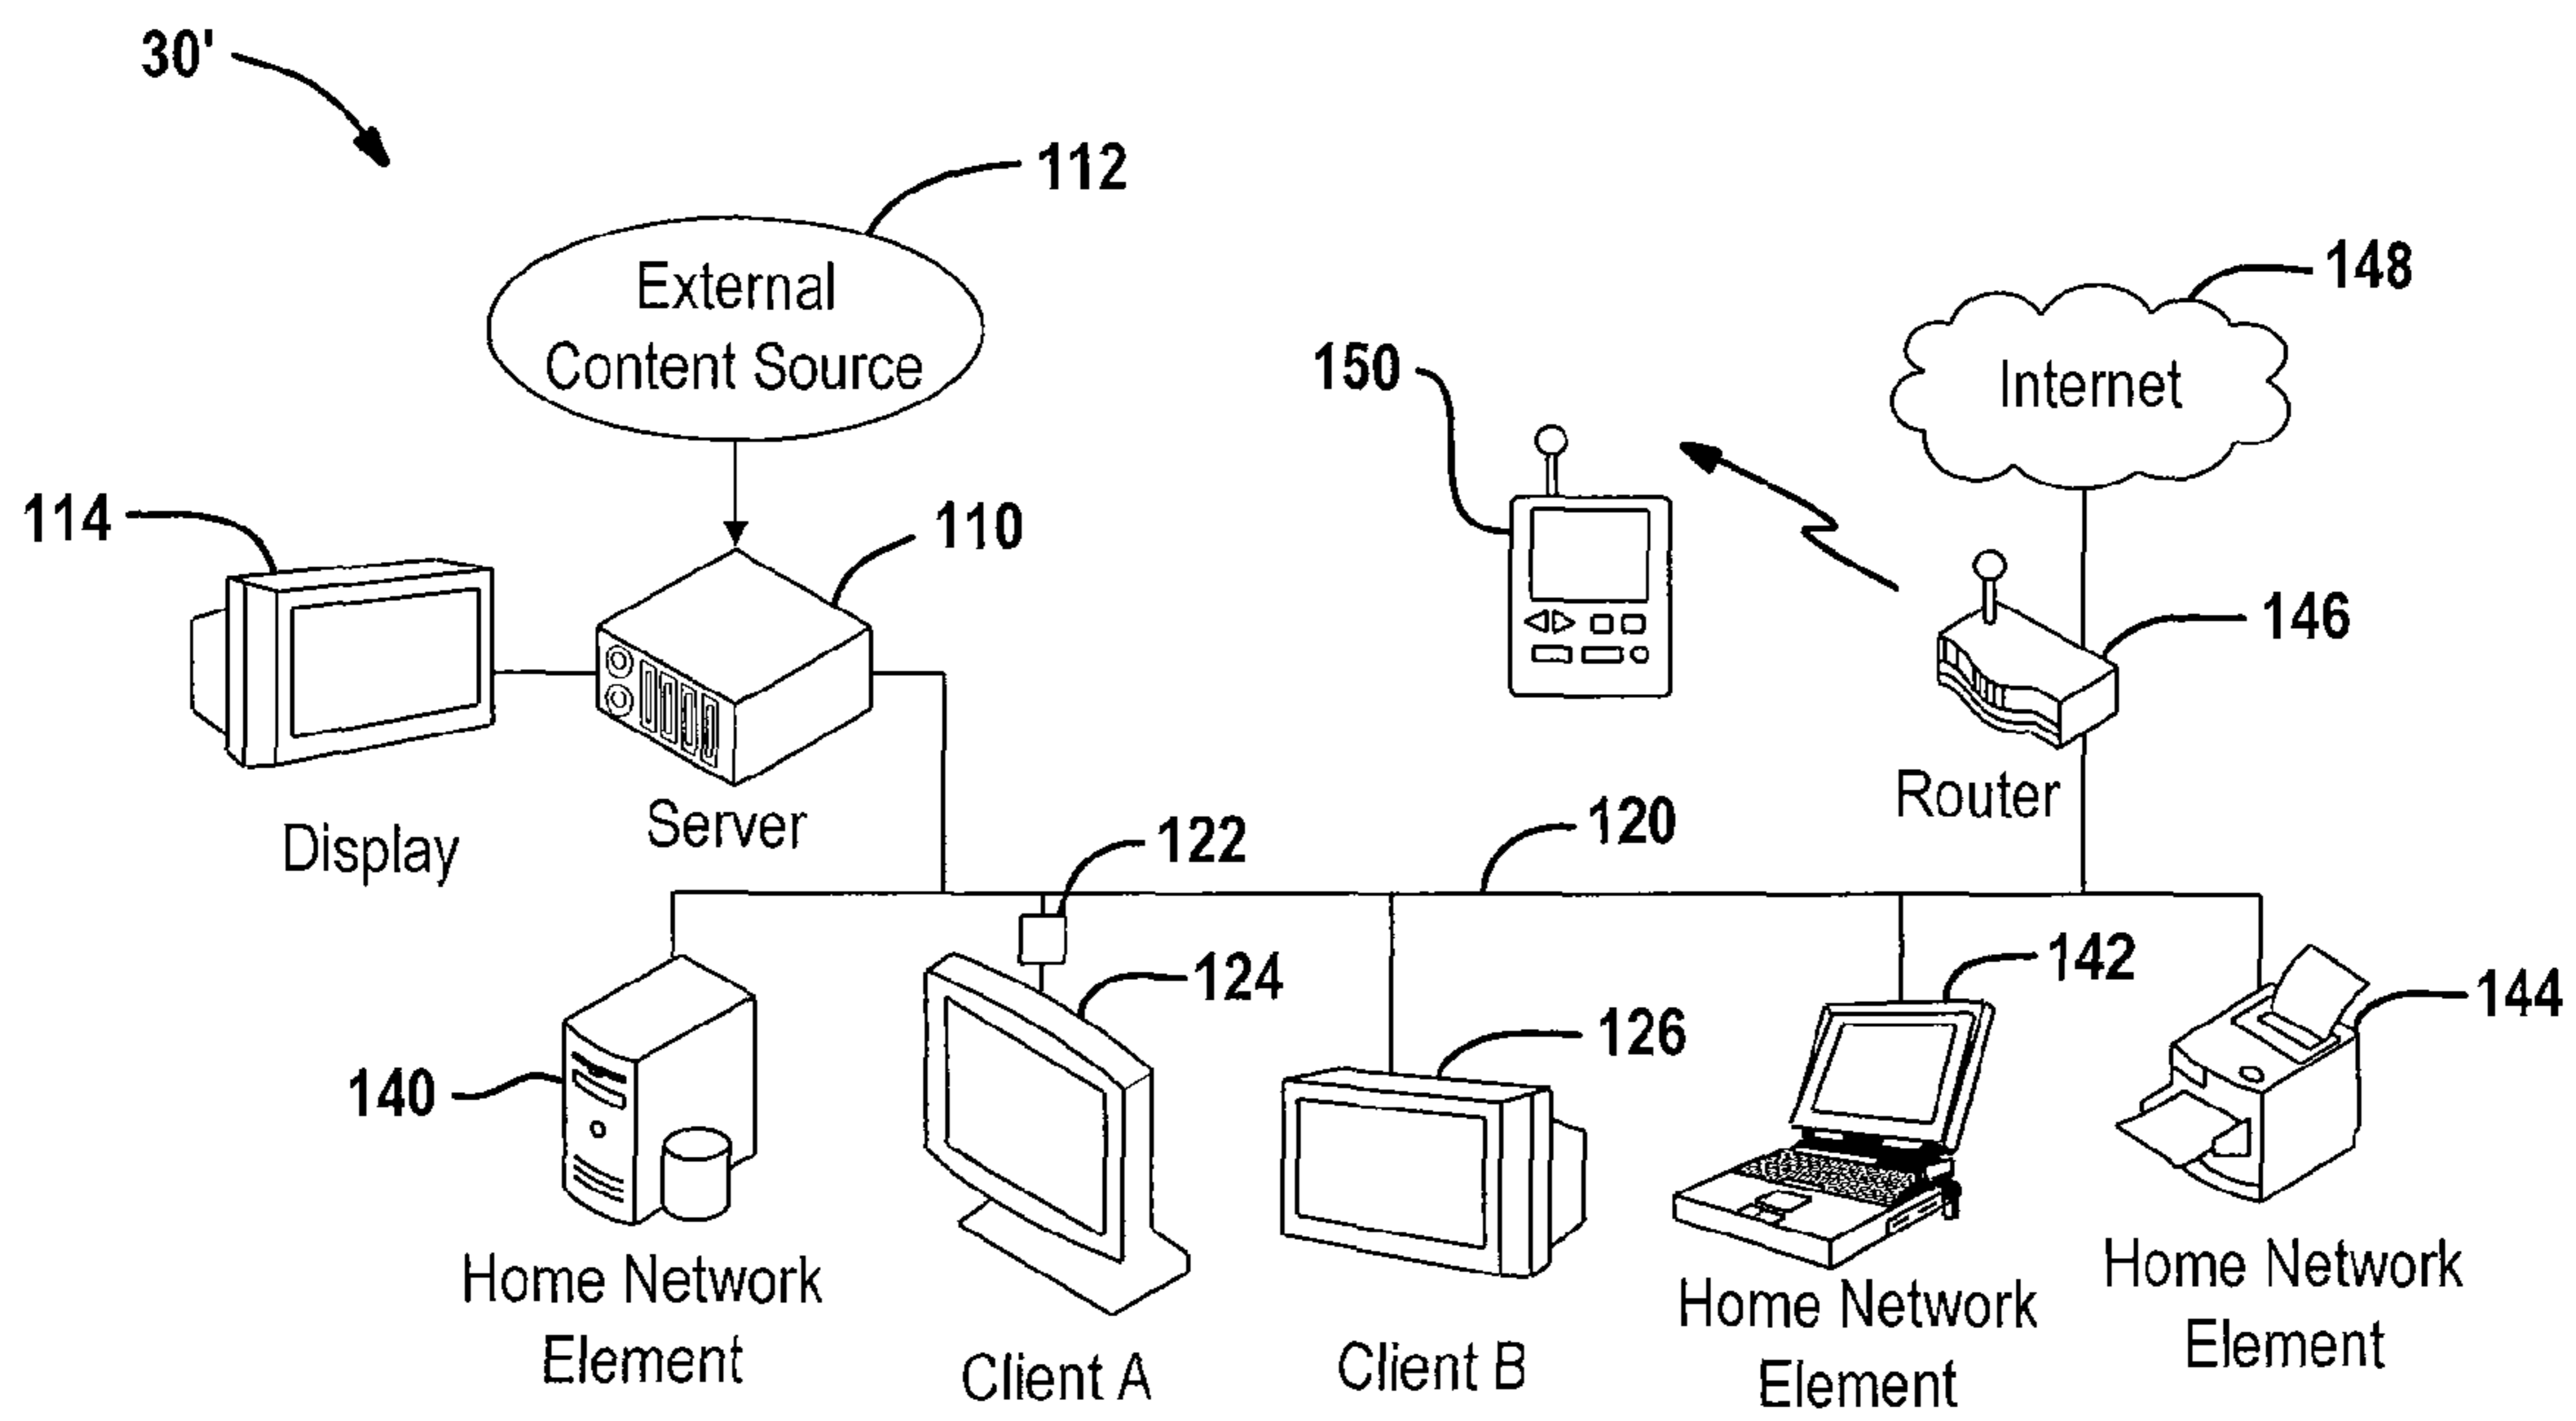 30'
112
External
Content Source
148
Internet
150
114
110
146
Router
Server
Display
122
120
124
142
144
126
140
Home Network
Element
Client A
Client B
Home Network
Element
Home Network
Element